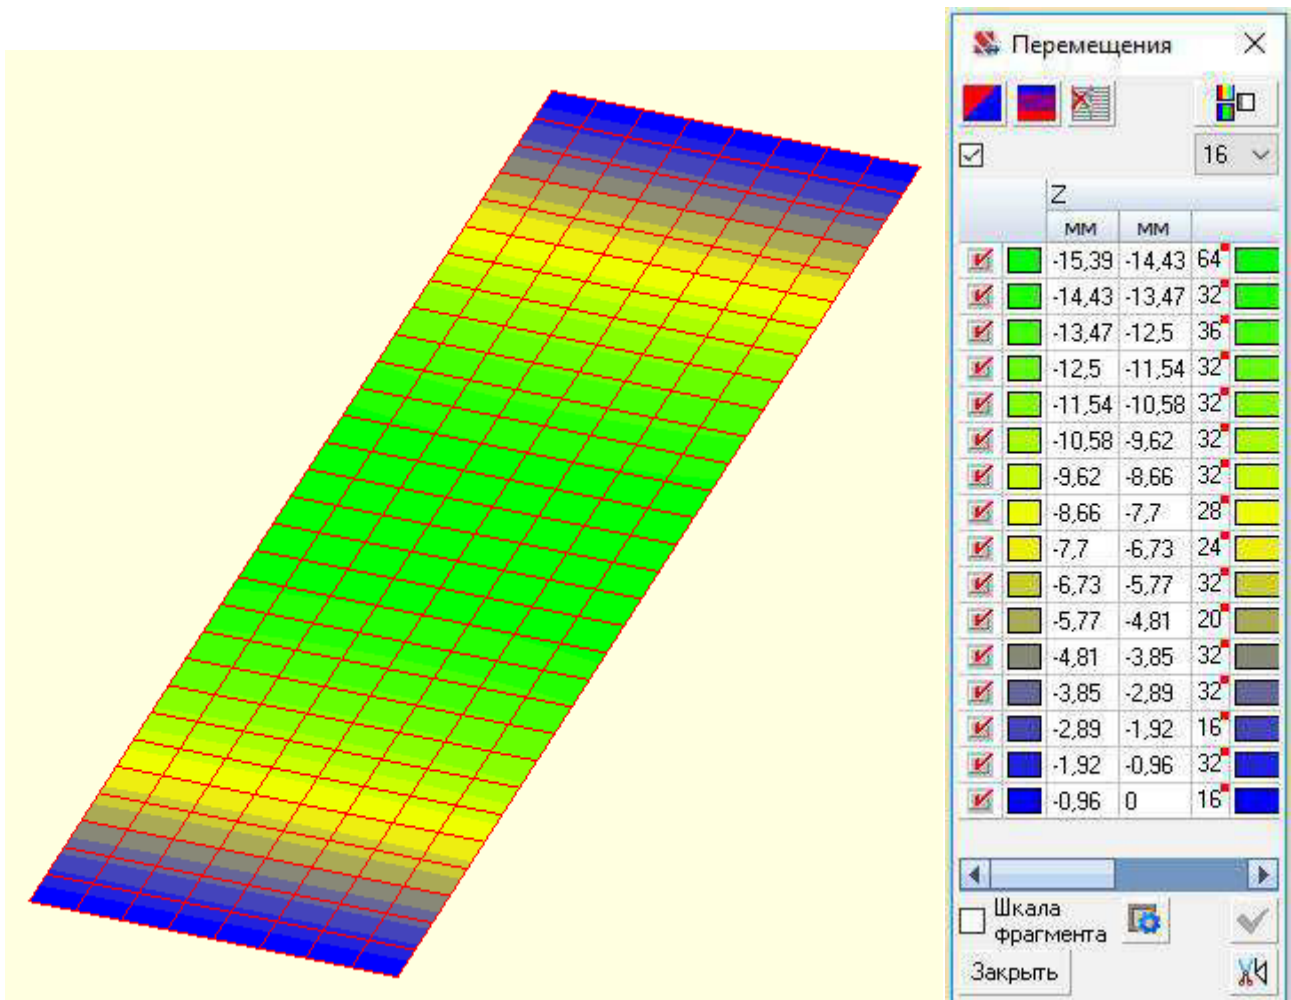 Перемещения
16
Z
мм мм
-15,39 -14,43 64
-14,43 -13,47 32
-13,47 -12,5 36
-12,5 -11,54 32
-11,54 -10,58 32
-10,58 -9,62 32
-9,62 -8,66 32
-8,66 -7,7 28
-7,7 -6,73 24
-6,73 -5,77 32
-5,77 -4,81 20
-4,81 -3,85 32
-3,85 -2,89 32
-2,89 -1,92 16
-1,92 -0,96 32
-0,96 0 16
Шкала
фрагмента
Закрыть